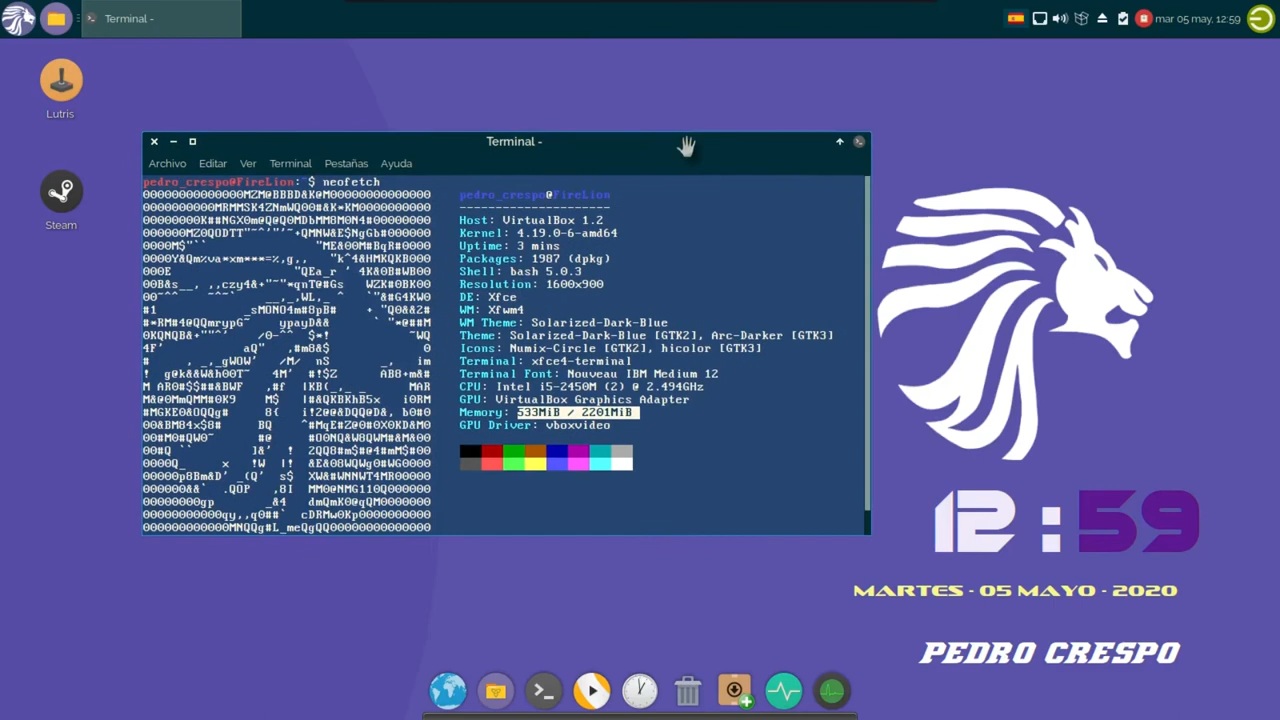 Terminal -
mar 05 may, 12:59
Lutris
Steam
Terminal -
Archivo Editar Ver Terminal Pestañas Ayuda
pedro_crespo@FireLion:~$ neofetch
pedro_crespo@FireLion
---------------------
Host: VirtualBox 1.2
Kernel: 4.19.0-6-amd64
Uptime: 3 mins
Packages: 1987 (dpkg)
Shell: bash 5.0.3
Resolution: 1600x900
DE: Xfce
WM: Xfwm4
WM Theme: Solarized-Dark-Blue
Theme: Solarized-Dark-Blue [GTK2], Arc-Darker [GTK3]
Icons: Numix-Circle [GTK2], hicolor [GTK3]
Terminal: xfce4-terminal
Terminal Font: Nouveau IBM Medium 12
CPU: Intel i5-2450M (2) @ 2.494GHz
GPU: VirtualBox Graphics Adapter
Memory: 533MiB / 2201MiB
GPU Driver: vboxvideo
12:59
MARTES - 05 MAYO - 2020
PEDRO CRESPO